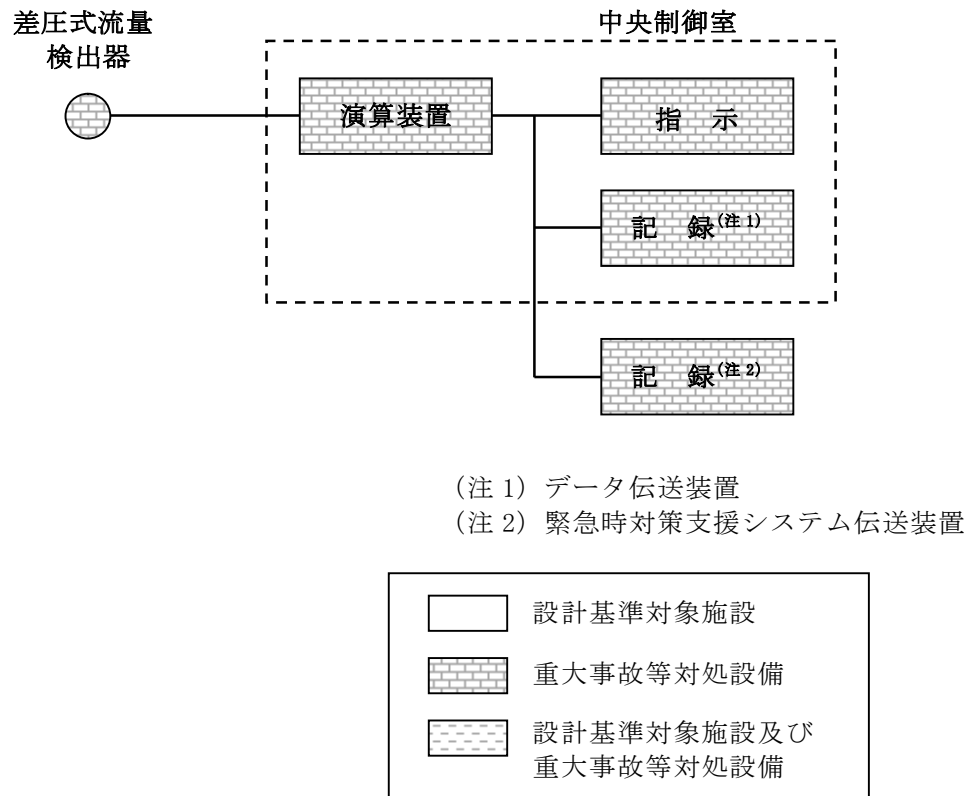 差圧式流量
検出器
中央制御室
演算装置
指 示
記 録(注1)
記 録(注2)
(注1) データ伝送装置
(注2) 緊急時対策支援システム伝送装置
設計基準対象施設
重大事故等対処設備
設計基準対象施設及び
重大事故等対処設備